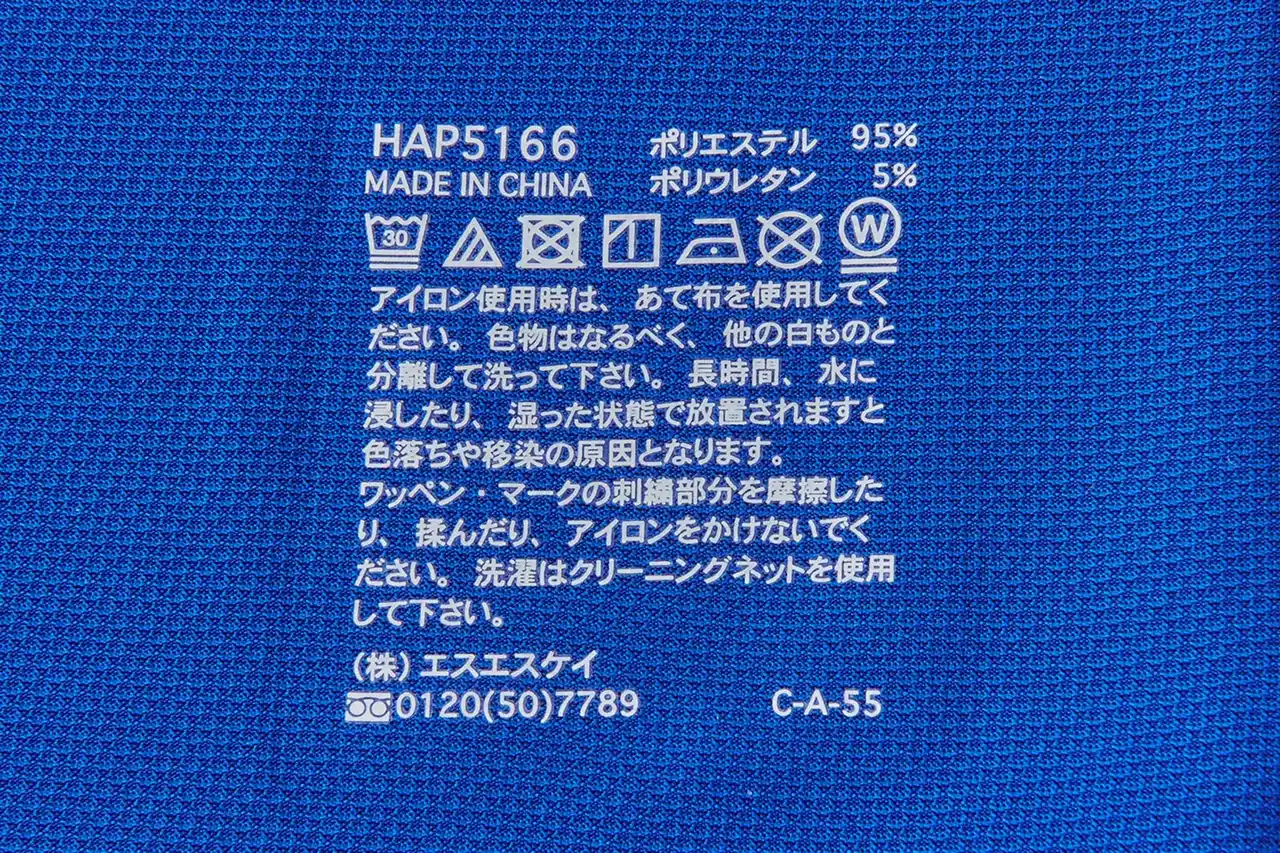 HAP5166 ポリエステル 95%
MADE IN CHINA ポリウレタン 5%
30 W
アイロン使用時は、あて布を使用してく
ださい。色物はなるべく、他の白ものと
分離して洗って下さい。長時間、水に
浸したり、湿った状態で放置されますと
色落ちや移染の原因となります。
ワッペン・マークの刺繍部分を摩擦した
り、揉んだり、アイロンをかけないでく
ださい。洗濯はクリーニングネットを使用
して下さい。
(株)エスエスケイ
0120(50)7789 C-A-55